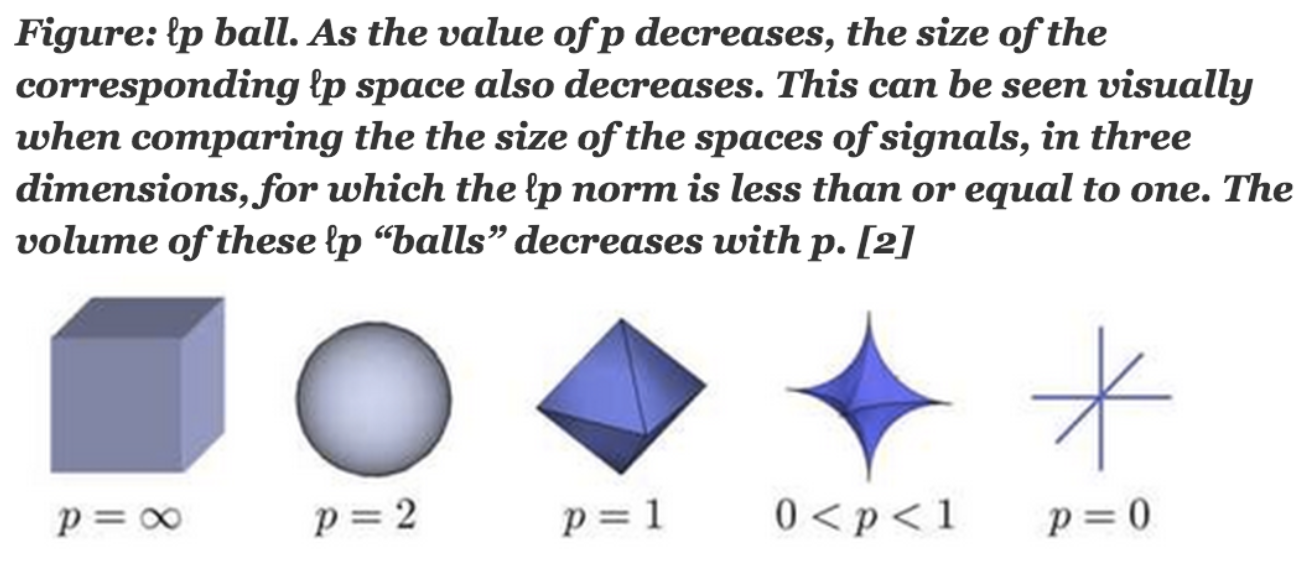 Figure: ℓp ball. As the value of p decreases, the size of the
corresponding ℓp space also decreases. This can be seen visually
when comparing the the size of the spaces of signals, in three
dimensions, for which the ℓp norm is less than or equal to one. The
volume of these ℓp “balls” decreases with p. [2]
p = ∞
p = 2
p = 1
0 < p < 1
p = 0